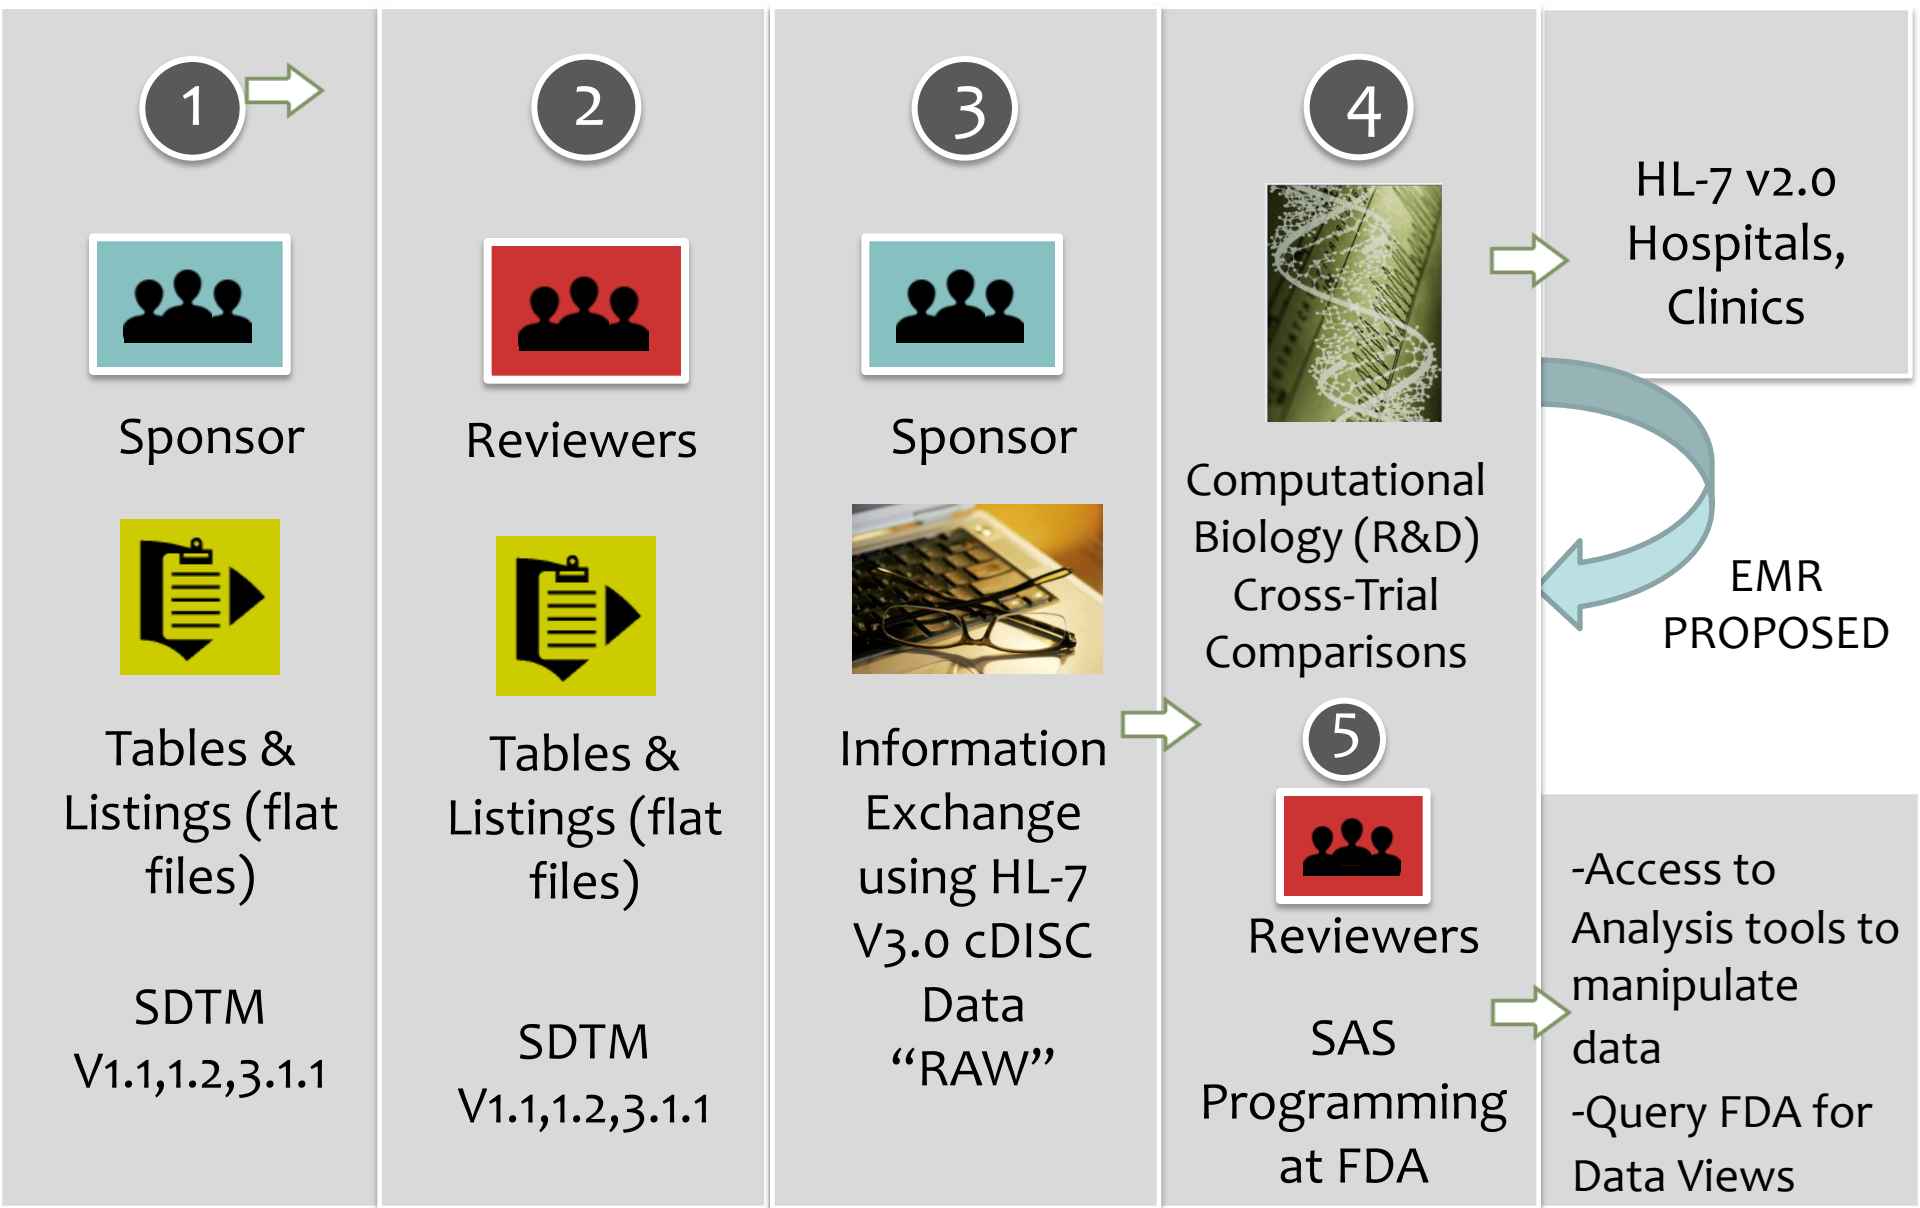 1
Sponsor
Tables &
Listings (flat
files)
SDTM
V1.1,1.2,3.1.1
2
Reviewers
Tables &
Listings (flat
files)
SDTM
V1.1,1.2,3.1.1
3
Sponsor
Information
Exchange
using HL-7
V3.0 cDISC
Data
“RAW”
4
Computational
Biology (R&D)
Cross-Trial
Comparisons
5
Reviewers
SAS
Programming
at FDA
HL-7 v2.0
Hospitals,
Clinics
EMR
PROPOSED
-Access to
Analysis tools to
manipulate
data
-Query FDA for
Data Views